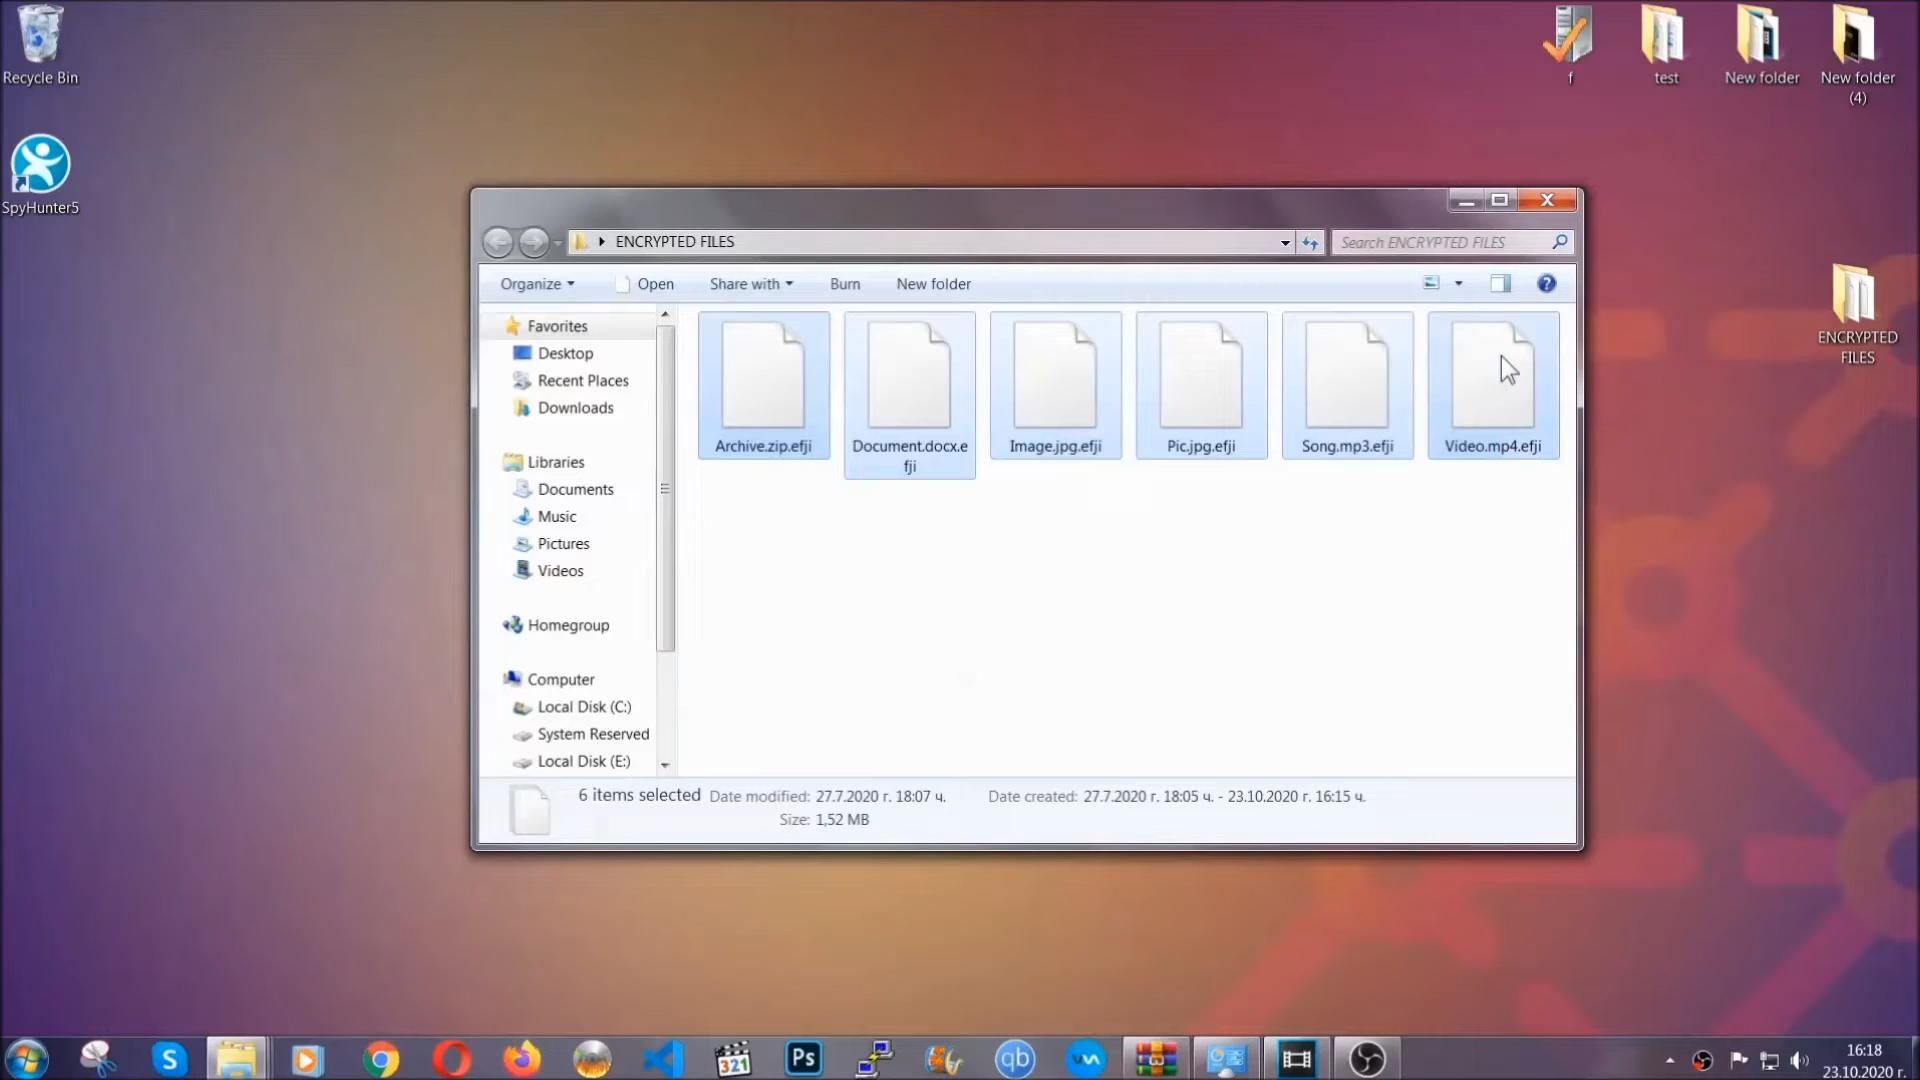 Recycle Bin
SpyHunter5
f
test
New folder
New folder
(4)
ENCRYPTED
FILES
ENCRYPTED FILES
Search ENCRYPTED FILES
Organize
Open
Share with
Burn
New folder
Favorites
Desktop
Recent Places
Downloads
Libraries
Documents
Music
Pictures
Videos
Homegroup
Computer
Local Disk (C:)
System Reserved
Local Disk (E:)
Archive.zip.efji
Document.docx.e
fji
Image.jpg.efji
Pic.jpg.efji
Song.mp3.efji
Video.mp4.efji
6 items selected Date modified: 27.7.2020 г. 18:07 ч. Date created: 27.7.2020 г. 18:05 ч. - 23.10.2020 г. 16:15 ч.
Size: 1,52 MB
S
321
Ps
qb
16:18
23.10.2020 г.